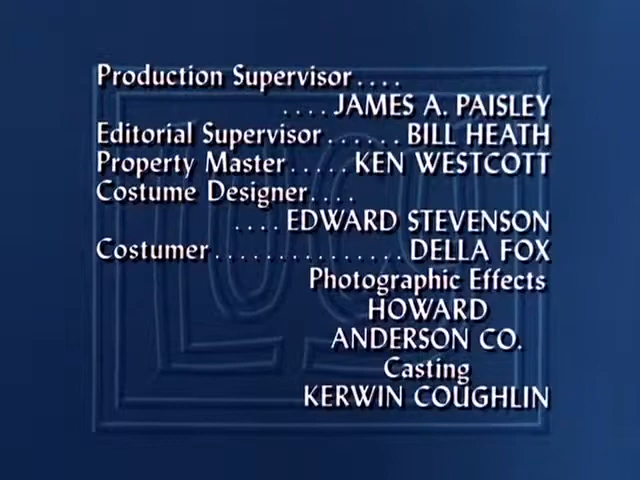 Production Supervisor....
....JAMES A. PAISLEY
Editorial Supervisor......BILL HEATH
Property Master.....KEN WESTCOTT
Costume Designer....
....EDWARD STEVENSON
Costumer...............DELLA FOX
Photographic Effects
HOWARD
ANDERSON CO.
Casting
KERWIN COUGHLIN